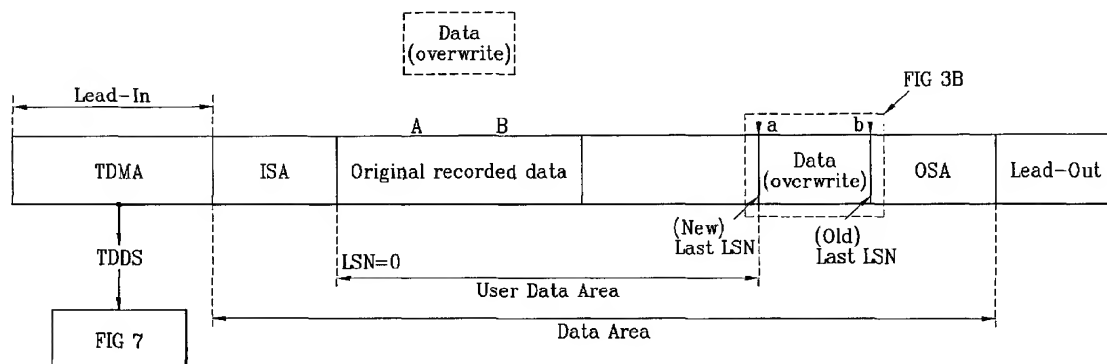 Data
(overwrite)
FIG 3B
Lead-In
A
B
a
b
TDMA
ISA
Original recorded data
Data
(overwrite)
OSA
Lead-Out
(New)
Last LSN
(Old)
Last LSN
TDDS
LSN=0
User Data Area
Data Area
FIG 7